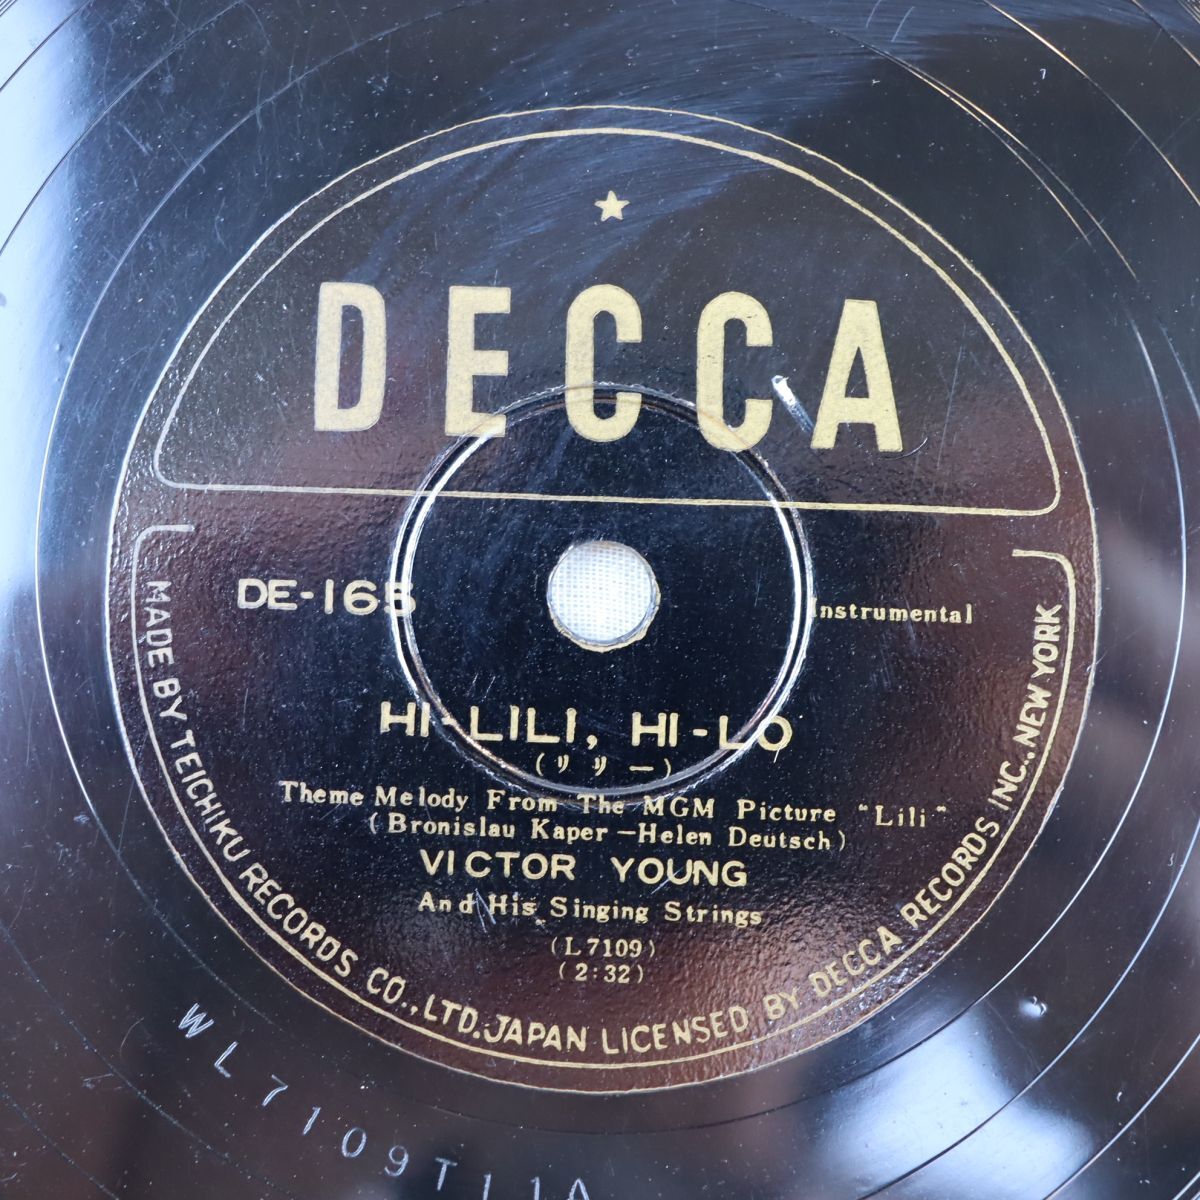 DECCA
DE-165
Instrumental
HI-LILI, HI-LO
(リリー)
Theme Melody From The MGM Picture "Lili"
(Bronislau Kaper-Helen Deutsch)
VICTOR YOUNG
And His Singing Strings
(L 7109)
(2:32)
MADE BY TEICHIKU RECORDS CO., LTD. JAPAN LICENSED BY DECCA RECORDS INC., NEW YORK
WL7109T11A